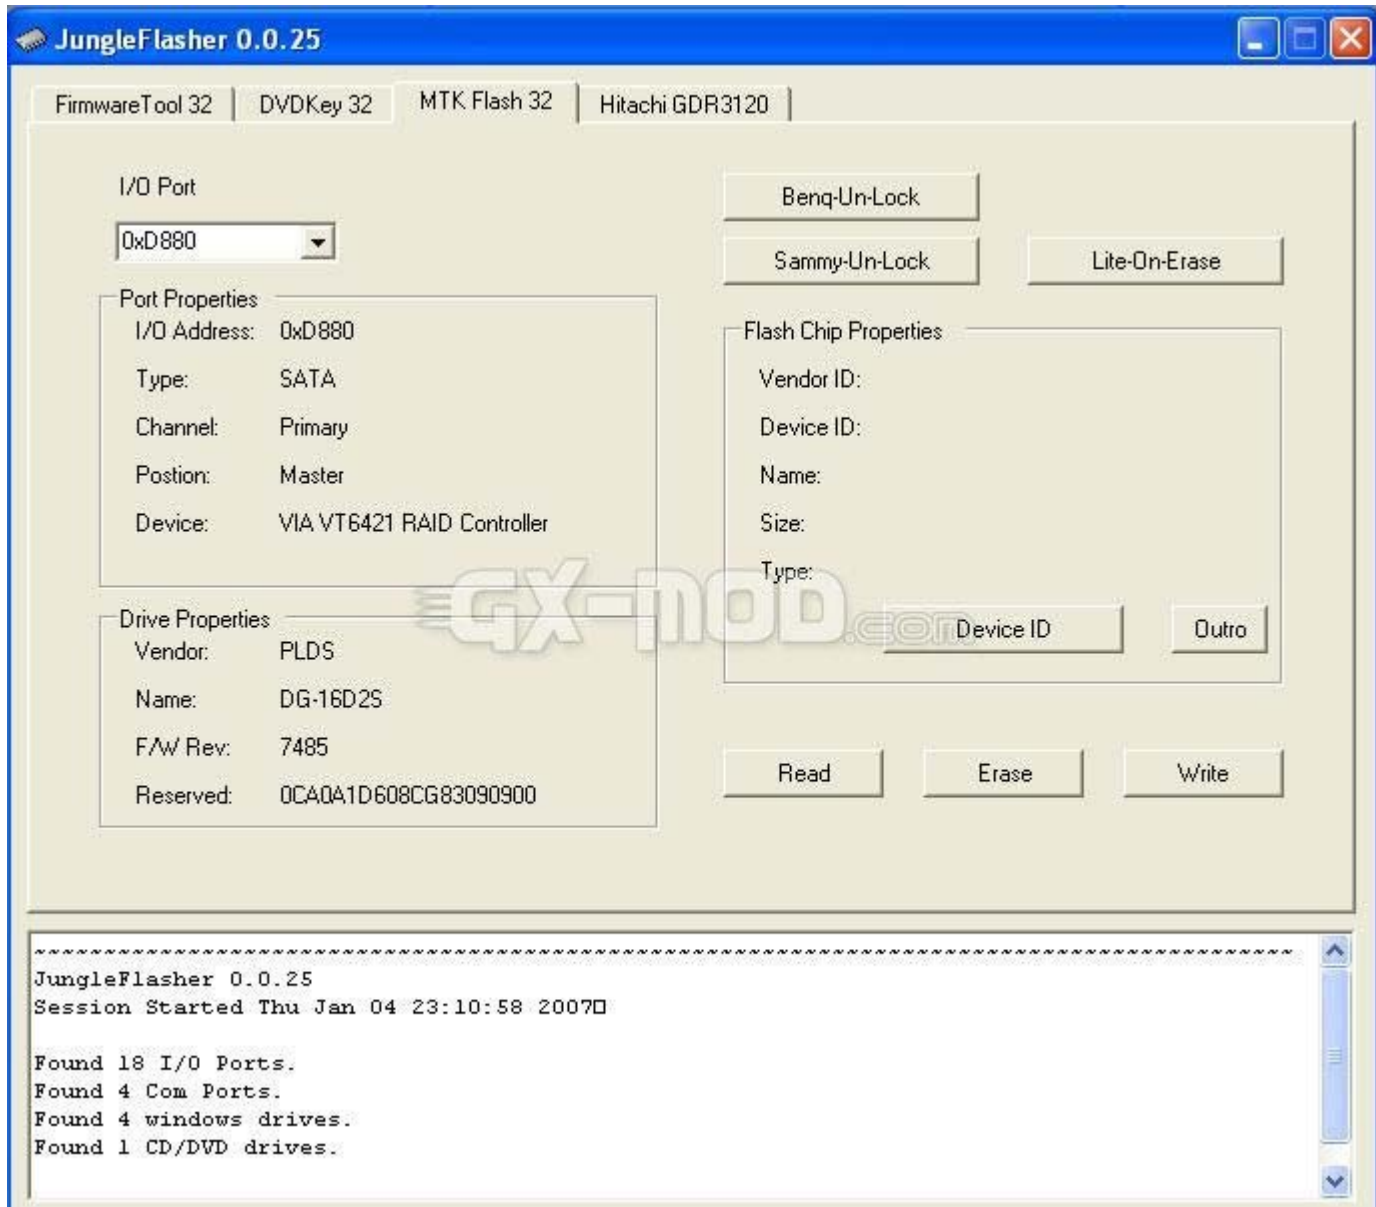 JungleFlasher 0.0.25
FirmwareTool 32 DVDKey 32 MTK Flash 32 Hitachi GDR3120
I/O Port
0xD880
Port Properties
I/O Address: 0xD880
Type: SATA
Channel: Primary
Postion: Master
Device: VIA VT6421 RAID Controller
Drive Properties
Vendor: PLDS
Name: DG-16D2S
F/W Rev: 7485
Reserved: 0CA0A1D608CG83090900
Benq-Un-Lock
Sammy-Un-Lock Lite-On-Erase
Flash Chip Properties
Vendor ID:
Device ID:
Name:
Size:
Type:
GX-MOD.com
Device ID Outro
Read Erase Write
JungleFlasher 0.0.25
Session Started Thu Jan 04 23:10:58 2007
Found 18 I/O Ports.
Found 4 Com Ports.
Found 4 windows drives.
Found 1 CD/DVD drives.